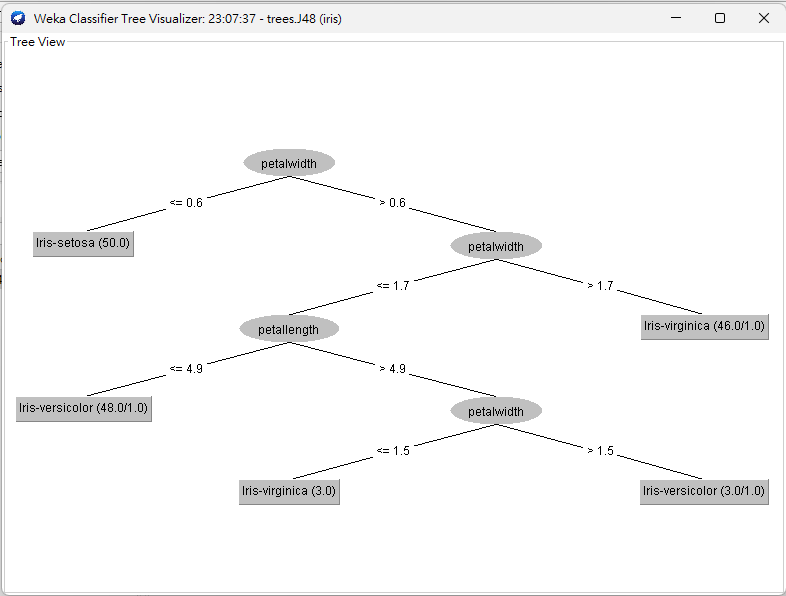 Weka Classifier Tree Visualizer: 23:07:37 - trees.J48 (iris)
Tree View
petalwidth
<= 0.6
> 0.6
Iris-setosa (50.0)
petalwidth
<= 1.7
> 1.7
petallength
Iris-virginica (46.0/1.0)
<= 4.9
> 4.9
Iris-versicolor (48.0/1.0)
petalwidth
<= 1.5
> 1.5
Iris-virginica (3.0)
Iris-versicolor (3.0/1.0)